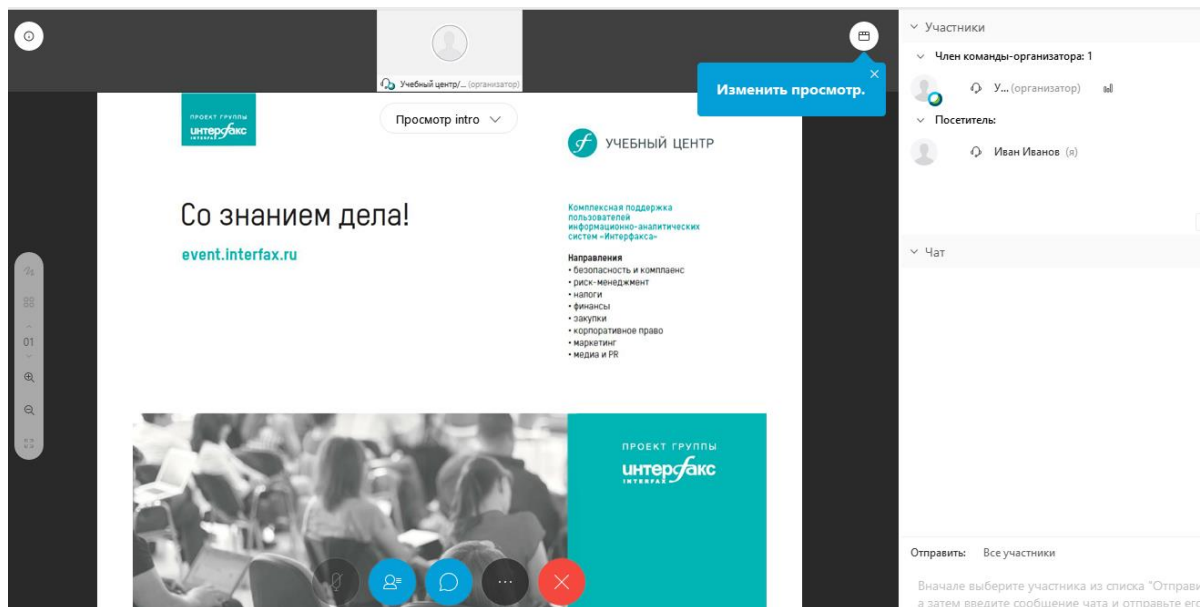 Учебный центр/... (организатор)
Изменить просмотр.
ПРОЕКТ ГРУППЫ
интерфакс
INTERFAX
Просмотр intro
УЧЕБНЫЙ ЦЕНТР
Со знанием дела!
event.interfax.ru
Комплексная поддержка
пользователей
информационно-аналитических
систем «Интерфакса»
Направления
• безопасность и комплаенс
• риск-менеджмент
• налоги
• финансы
• закупки
• корпоративное право
• маркетинг
• медиа и PR
01
ПРОЕКТ ГРУППЫ
интерфакс
INTERFAX
Участники
Член команды-организатора: 1
У... (организатор)
Посетитель:
Иван Иванов (я)
Чат
Отправить: Все участники
Вначале выберите участника из списка "Отправи
а затем введите сообщение чата и отправьте его